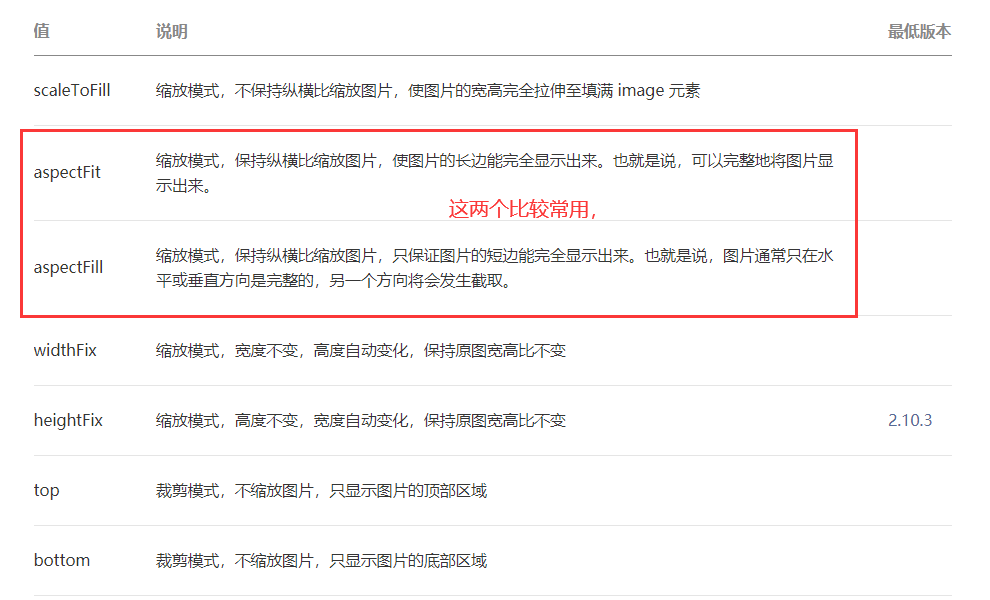 值 说明 最低版本
scaleToFill 缩放模式，不保持纵横比缩放图片，使图片的宽高完全拉伸至填满 image 元素
aspectFit 缩放模式，保持纵横比缩放图片，使图片的长边能完全显示出来。也就是说，可以完整地将图片显
示出来。
这两个比较常用，
aspectFill 缩放模式，保持纵横比缩放图片，只保证图片的短边能完全显示出来。也就是说，图片通常只在水
平或垂直方向是完整的，另一个方向将会发生截取。
widthFix 缩放模式，宽度不变，高度自动变化，保持原图宽高比不变
heightFix 缩放模式，高度不变，宽度自动变化，保持原图宽高比不变 2.10.3
top 裁剪模式，不缩放图片，只显示图片的顶部区域
bottom 裁剪模式，不缩放图片，只显示图片的底部区域